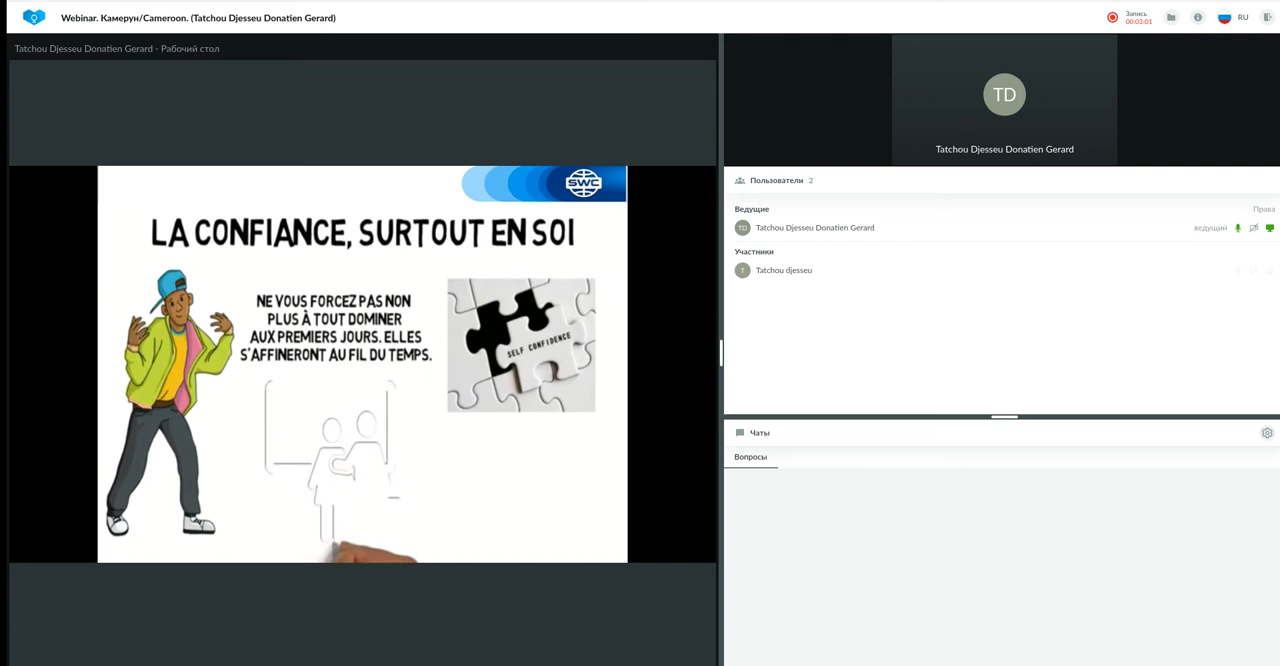 Webinar. Камерун/Cameroon. (Tatchou Djesseu Donatien Gerard)
Запись
00:03:01
RU
Tatchou Djesseu Donatien Gerard - Рабочий стол
SWC
LA CONFIANCE, SURTOUT EN SOI
NE VOUS FORCEZ PAS NON
PLUS À TOUT DOMINER
AUX PREMIERS JOURS. ELLES
S'AFFINERONT AU FIL DU TEMPS.
SELF CONFIDENCE
TD
Tatchou Djesseu Donatien Gerard
Пользователи 2
Ведущие Права
TD Tatchou Djesseu Donatien Gerard ведущий
Участники
T Tatchou djesseu
Чаты
Вопросы